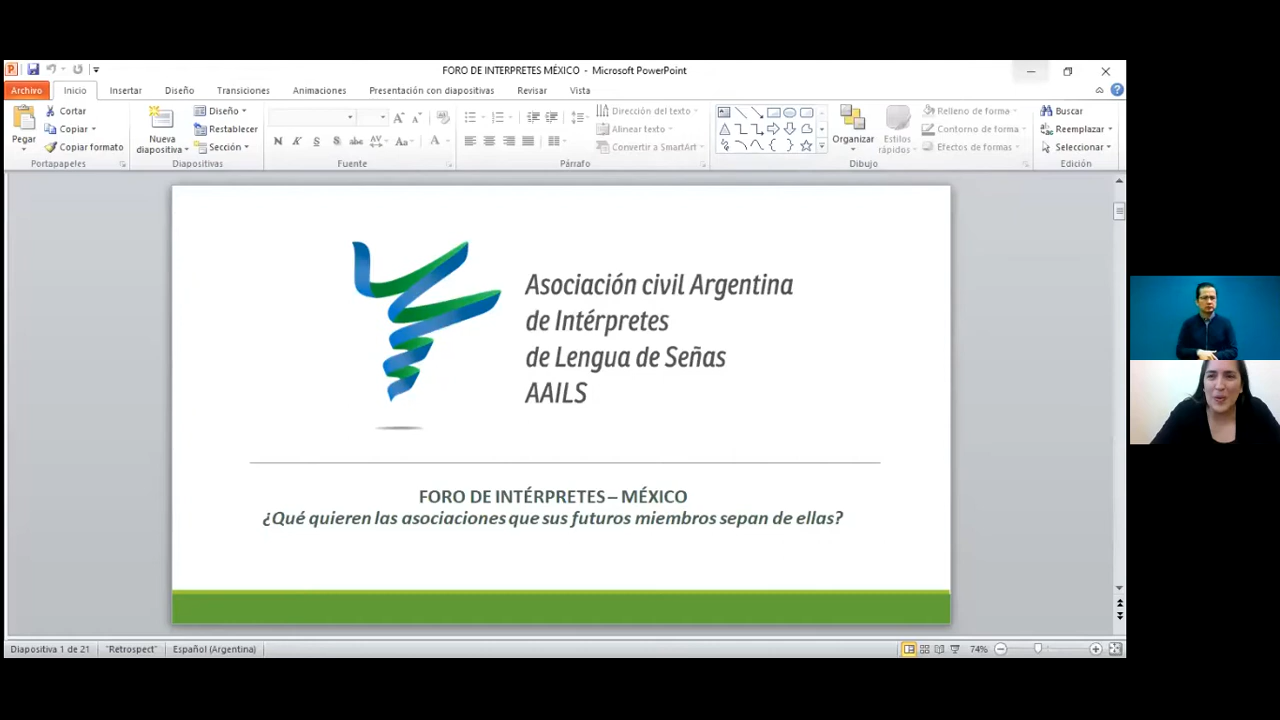 FORO DE INTERPRETES MÉXICO - Microsoft PowerPoint
Archivo Inicio Insertar Diseño Transiciones Animaciones Presentación con diapositivas Revisar Vista
Pegar
Cortar
Copiar
Copiar formato
Portapapeles
Nueva
diapositiva
Diseño
Restablecer
Sección
Diapositivas
N K S S abc AV Aa A
Fuente
Dirección del texto
Alinear texto
Convertir a SmartArt
Párrafo
Organizar
Estilos
rápidos
Relleno de forma
Contorno de forma
Efectos de formas
Dibujo
Buscar
Reemplazar
Seleccionar
Edición
Asociación civil Argentina
de Intérpretes
de Lengua de Señas
AAILS
FORO DE INTÉRPRETES – MÉXICO
¿Qué quieren las asociaciones que sus futuros miembros sepan de ellas?
Diapositiva 1 de 21 "Retrospect" Español (Argentina) 74%